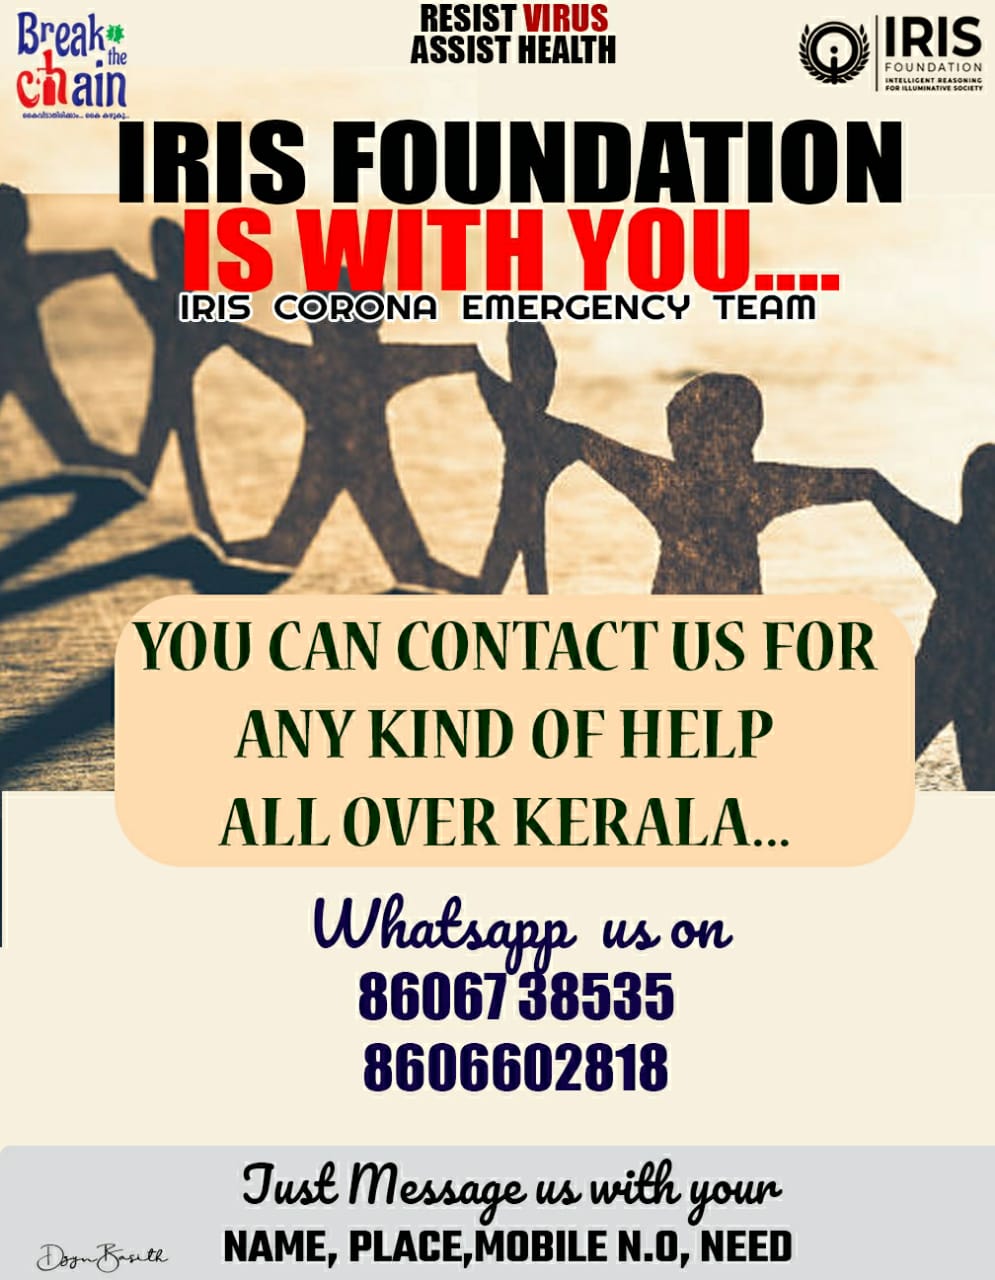 Break
the
chain
കൈവിടാതിരിക്കാം... കൈ കഴുകൂ...
RESIST VIRUS
ASSIST HEALTH
IRIS
FOUNDATION
INTELLIGENT REASONING
FOR ILLUMINATIVE SOCIETY
IRIS FOUNDATION
IS WITH YOU....
IRIS CORONA EMERGENCY TEAM
YOU CAN CONTACT US FOR
ANY KIND OF HELP
ALL OVER KERALA...
Whatsapp us on
8606738535
8606602818
Just Message us with your
NAME, PLACE,MOBILE N.O, NEED